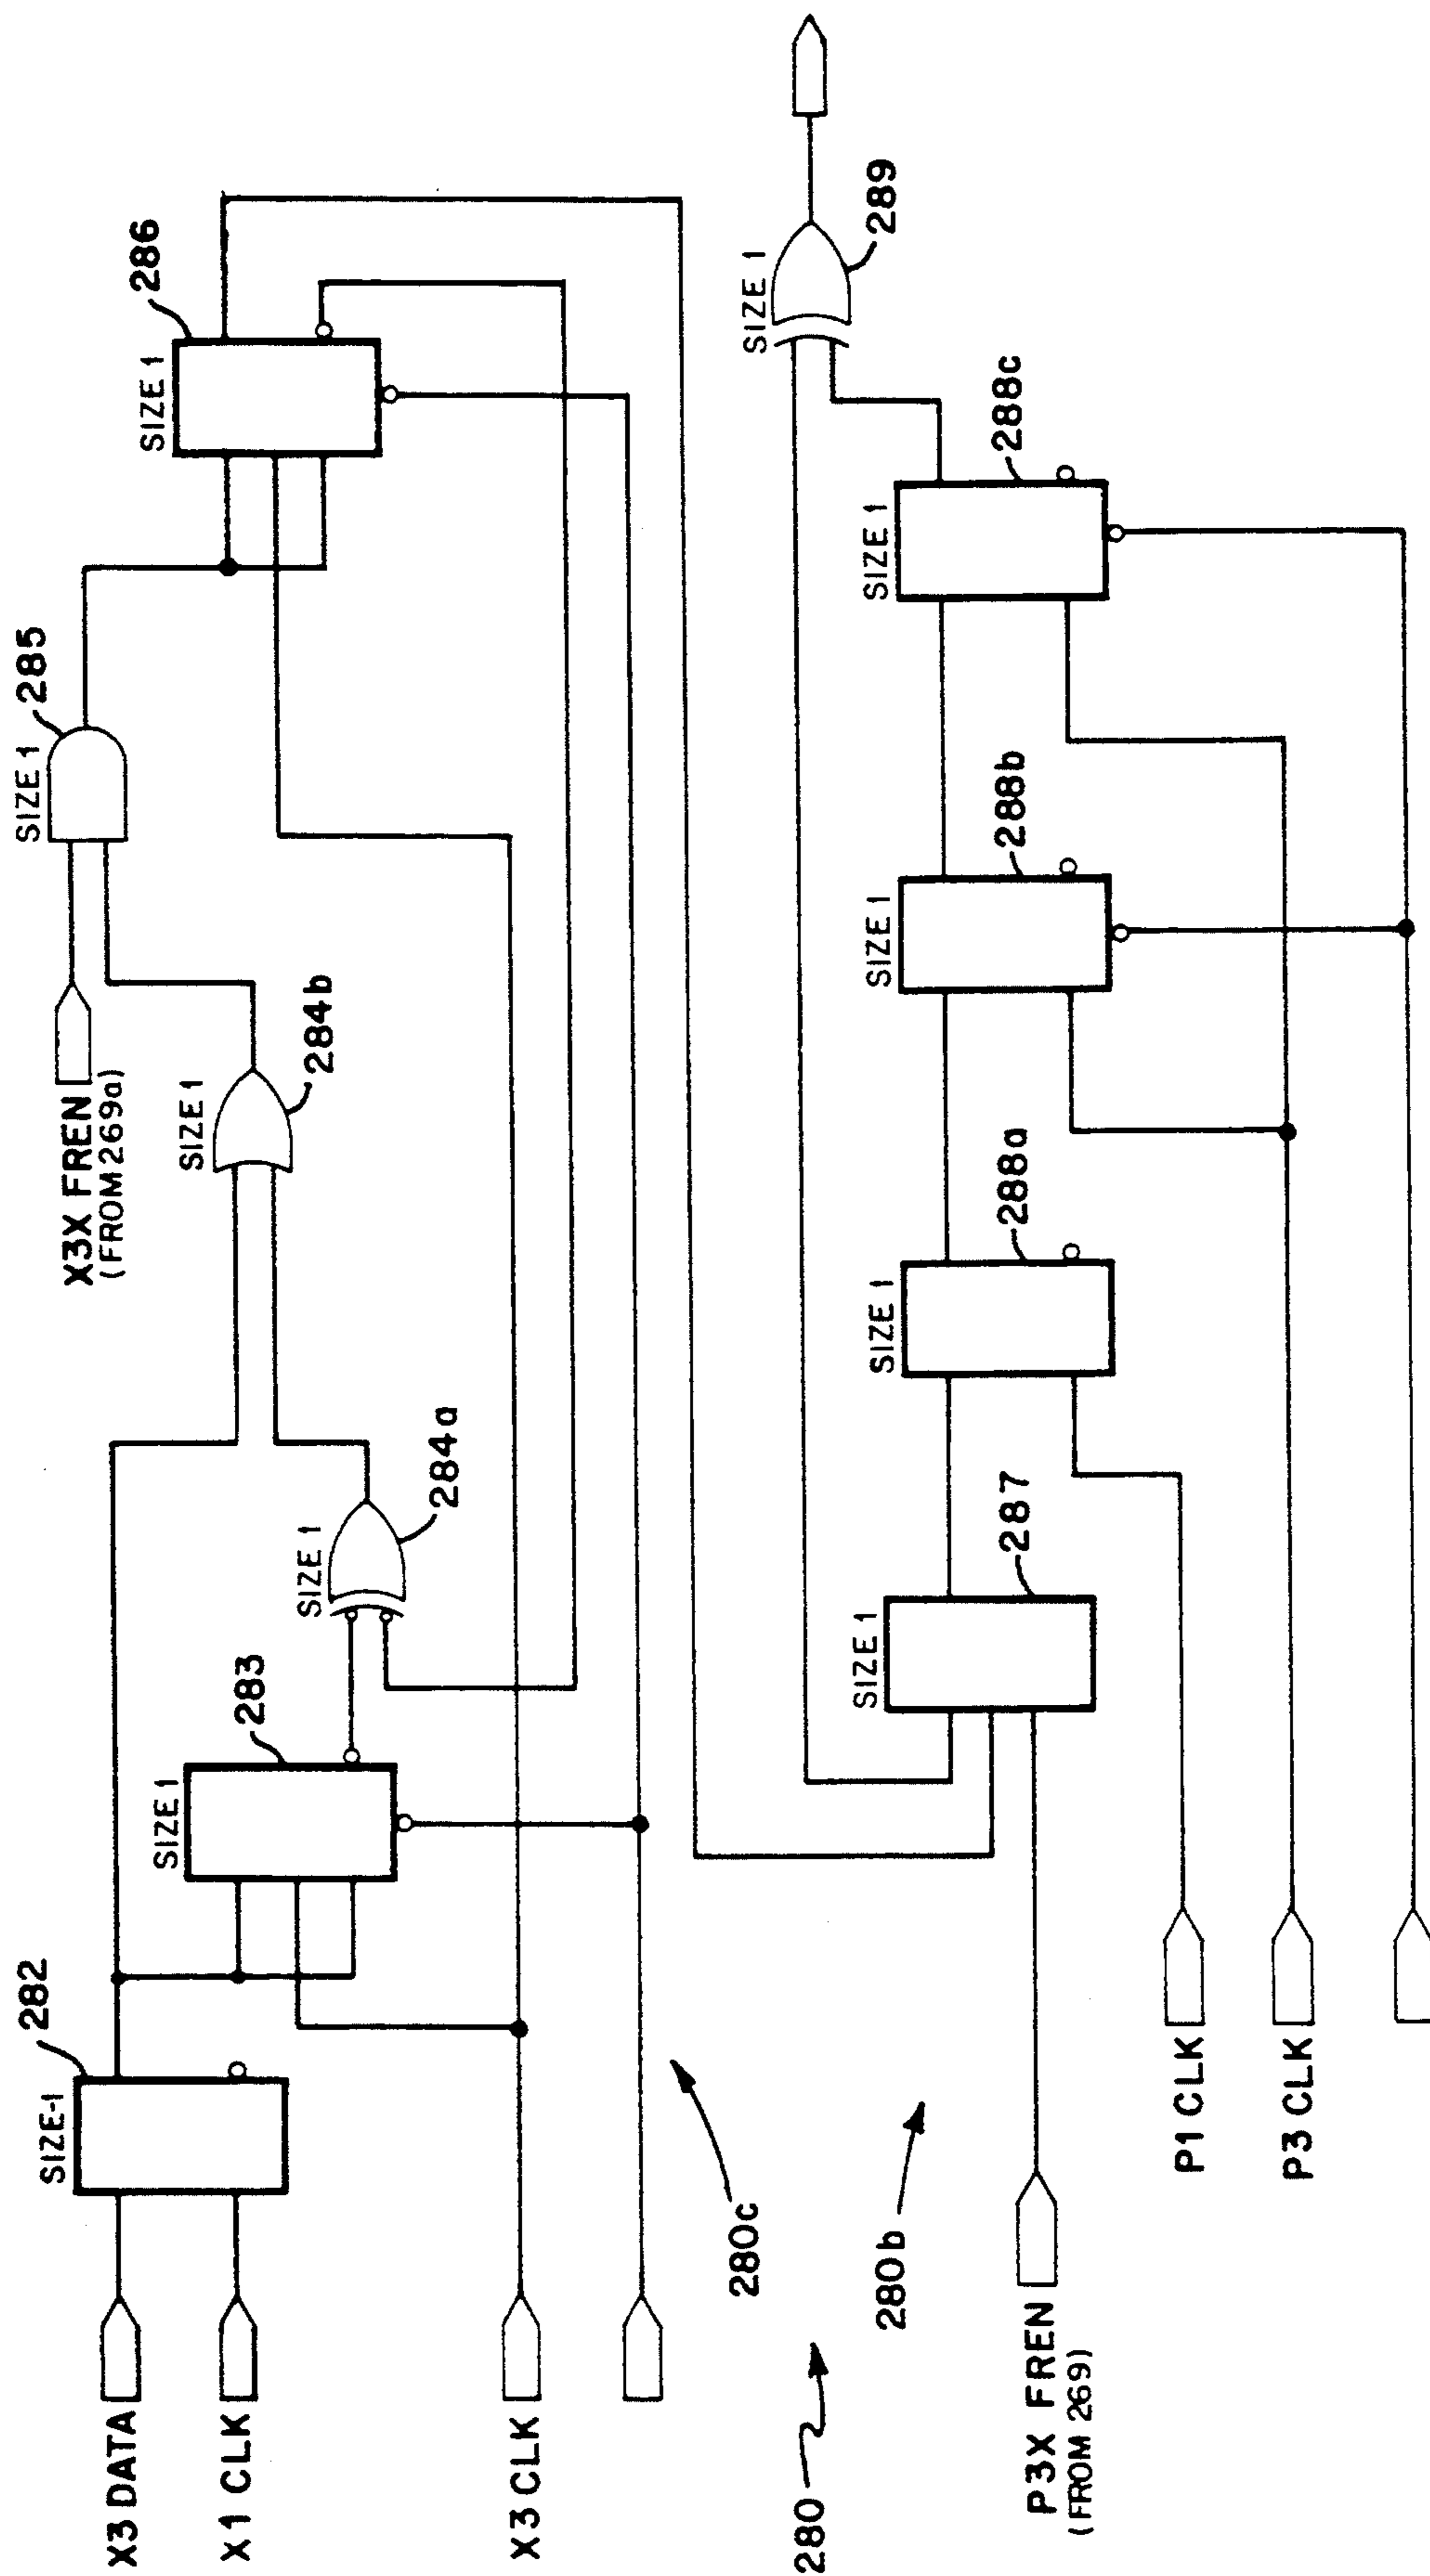 X3 DATA
X1 CLK
X3 CLK
SIZE-1
282
SIZE 1
283
SIZE 1
284a
SIZE 1
284b
X3X FREN
(FROM 269a)
SIZE 1
285
SIZE 1
286
280c
280
280b
P3X FREN
(FROM 269)
P1 CLK
P3 CLK
SIZE 1
287
SIZE 1
288a
SIZE 1
288b
SIZE 1
288c
SIZE 1
289